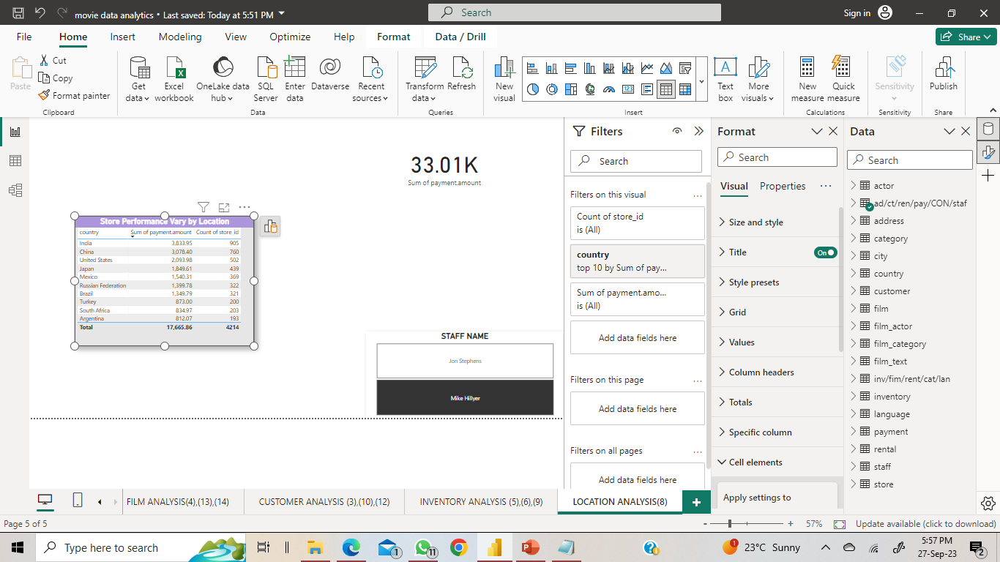 movie data analytics • Last saved: Today at 5:51 PM
Search
Sign in
File Home Insert Modeling View Optimize Help Format Data / Drill
Share
Paste
Cut
Copy
Format painter
Clipboard
Get data
Excel workbook
OneLake data hub
SQL Server
Enter data
Dataverse
Recent sources
Data
Transform data
Refresh
Queries
New visual
Text box
More visuals
Insert
New measure
Quick measure
Calculations
Sensitivity
Sensitivity
Publish
Share
33.01K
Sum of payment.amount
Store Performance Vary by Location
country Sum of payment.amount Count of store_id
India 3,833.95 905
China 3,078.40 760
United States 2,093.98 502
Japan 1,849.61 439
Mexico 1,540.31 369
Russian Federation 1,399.78 322
Brazil 1,349.79 321
Turkey 873.00 200
South Africa 834.97 203
Argentina 812.07 193
Total 17,665.86 4214
STAFF NAME
Jon Stephens
Mike Hillyer
Filters
Search
Filters on this visual
Count of store_id
is (All)
country
top 10 by Sum of pay...
Sum of payment.amo...
is (All)
Add data fields here
Filters on this page
Add data fields here
Filters on all pages
Add data fields here
Format
Search
Visual Properties
Size and style
Title On
Style presets
Grid
Values
Column headers
Totals
Specific column
Cell elements
Apply settings to
Data
Search
actor
ad/ct/ren/pay/CON/staf
address
category
city
country
customer
film
film_actor
film_category
film_text
inv/fim/rent/cat/lan
inventory
language
payment
rental
staff
store
FILM ANALYSIS(4),(13),(14) CUSTOMER ANALYSIS (3),(10),(12) INVENTORY ANALYSIS (5),(6),(9) LOCATION ANALYSIS(8)
Page 5 of 5
57%
Update available (click to download)
Type here to search
1
11
1
23°C Sunny
5:57 PM
27-Sep-23
2